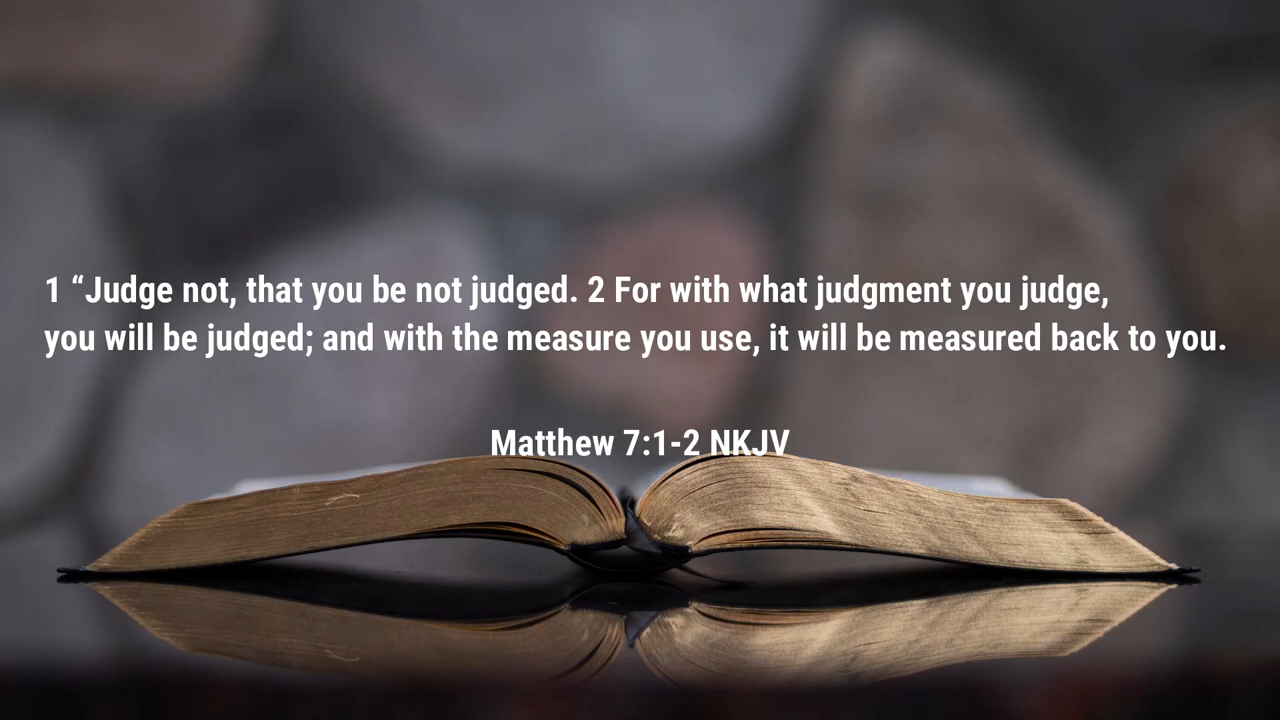 1 “Judge not, that you be not judged. 2 For with what judgment you judge,
you will be judged; and with the measure you use, it will be measured back to you.
Matthew 7:1-2 NKJV